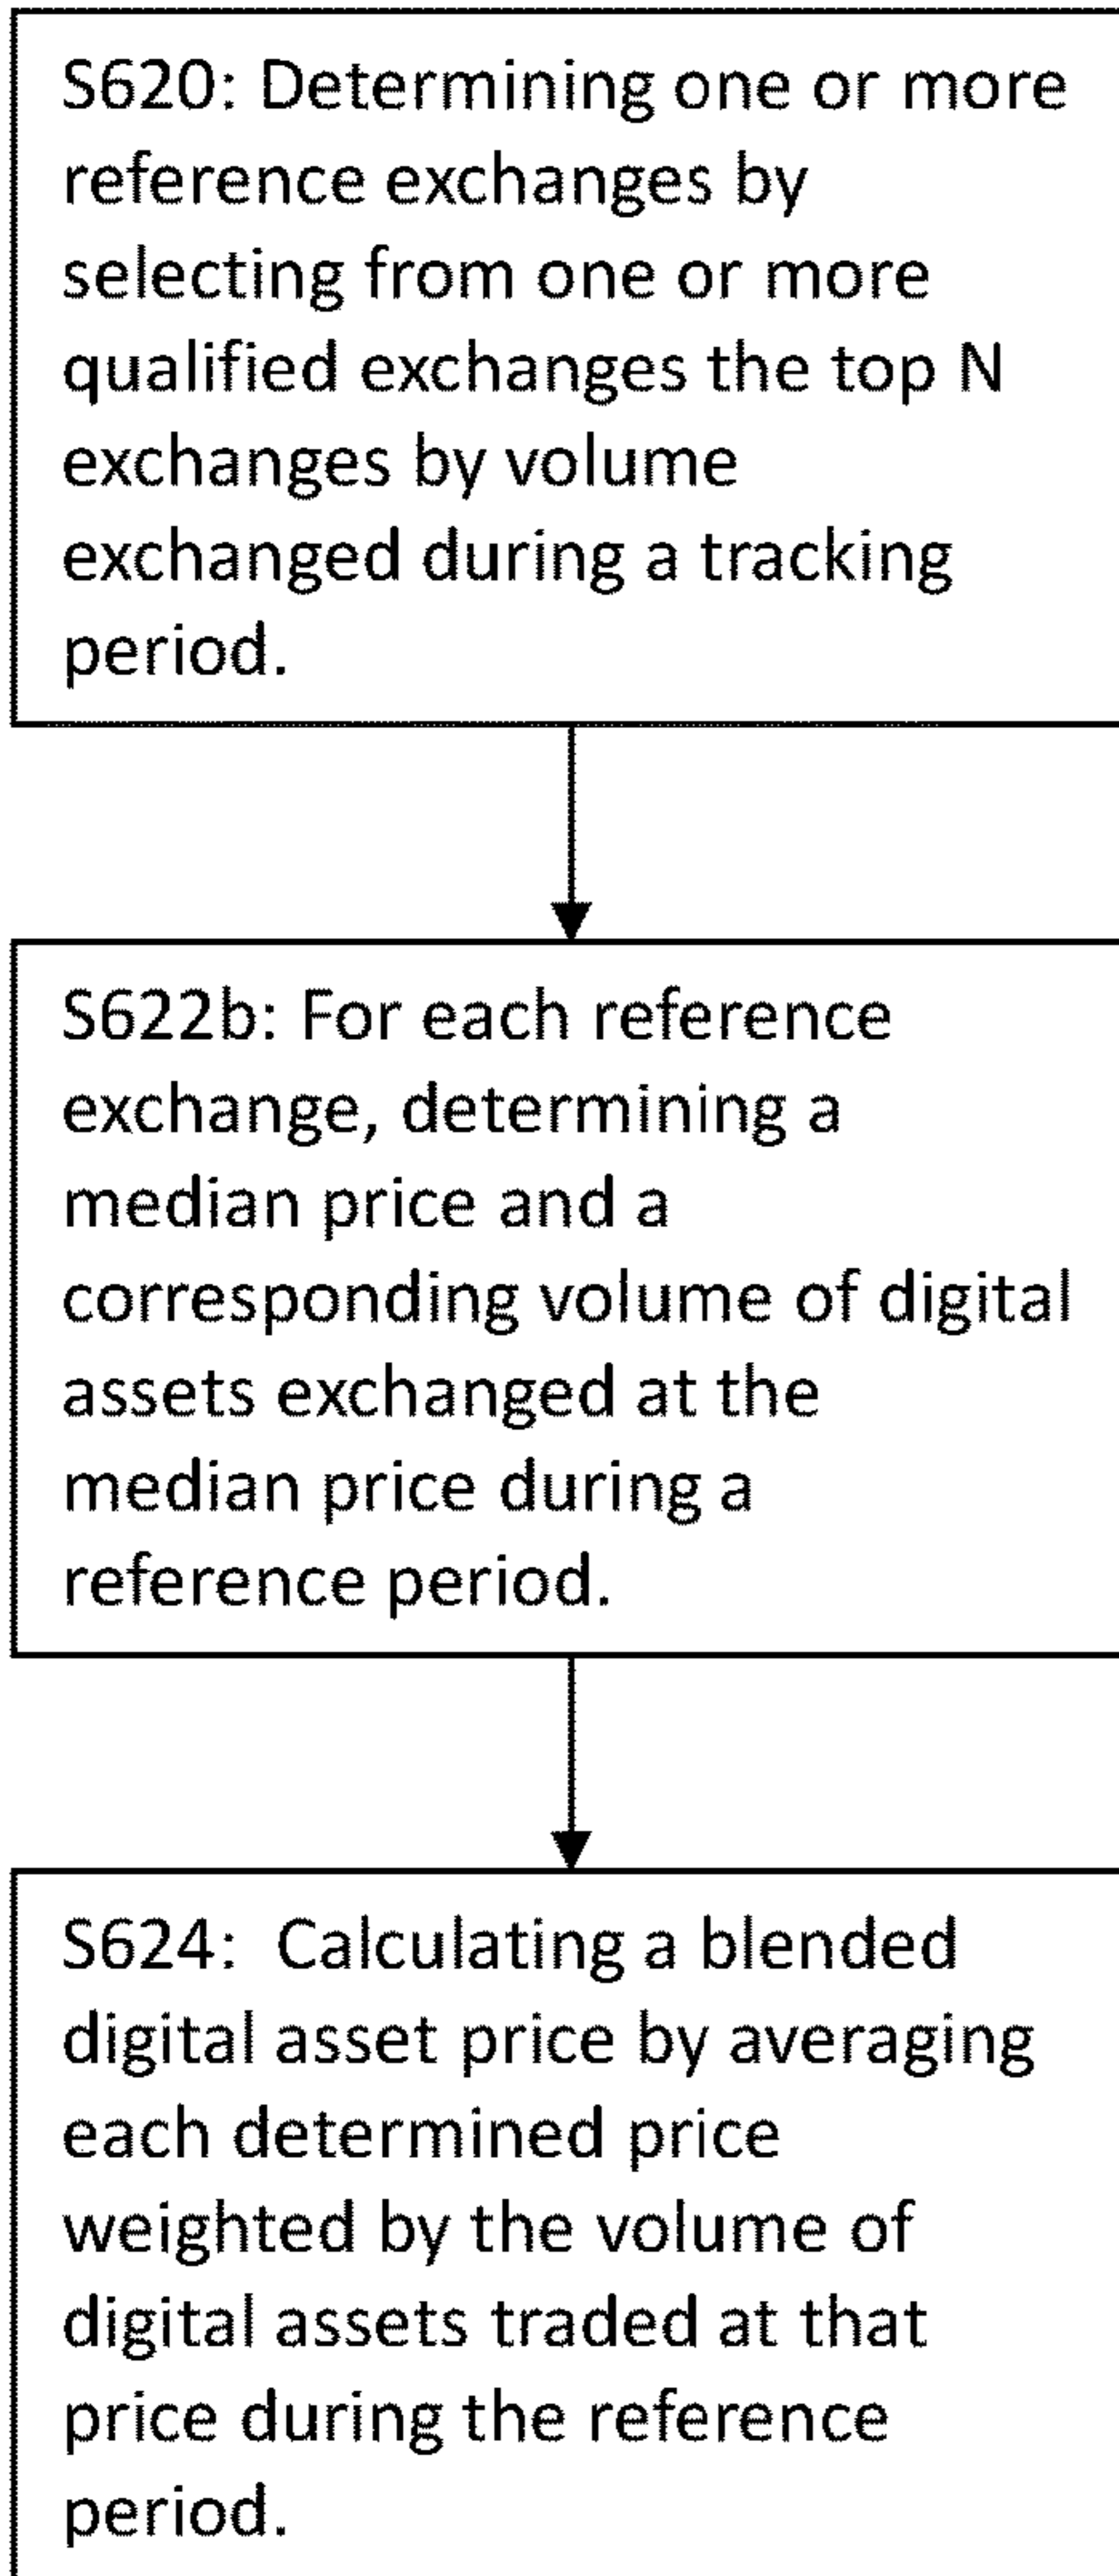 S620: Determining one or more
reference exchanges by
selecting from one or more
qualified exchanges the top N
exchanges by volume
exchanged during a tracking
period.
S622b: For each reference
exchange, determining a
median price and a
corresponding volume of digital
assets exchanged at the
median price during a
reference period.
S624:  Calculating a blended
digital asset price by averaging
each determined price
weighted by the volume of
digital assets traded at that
price during the reference
period.